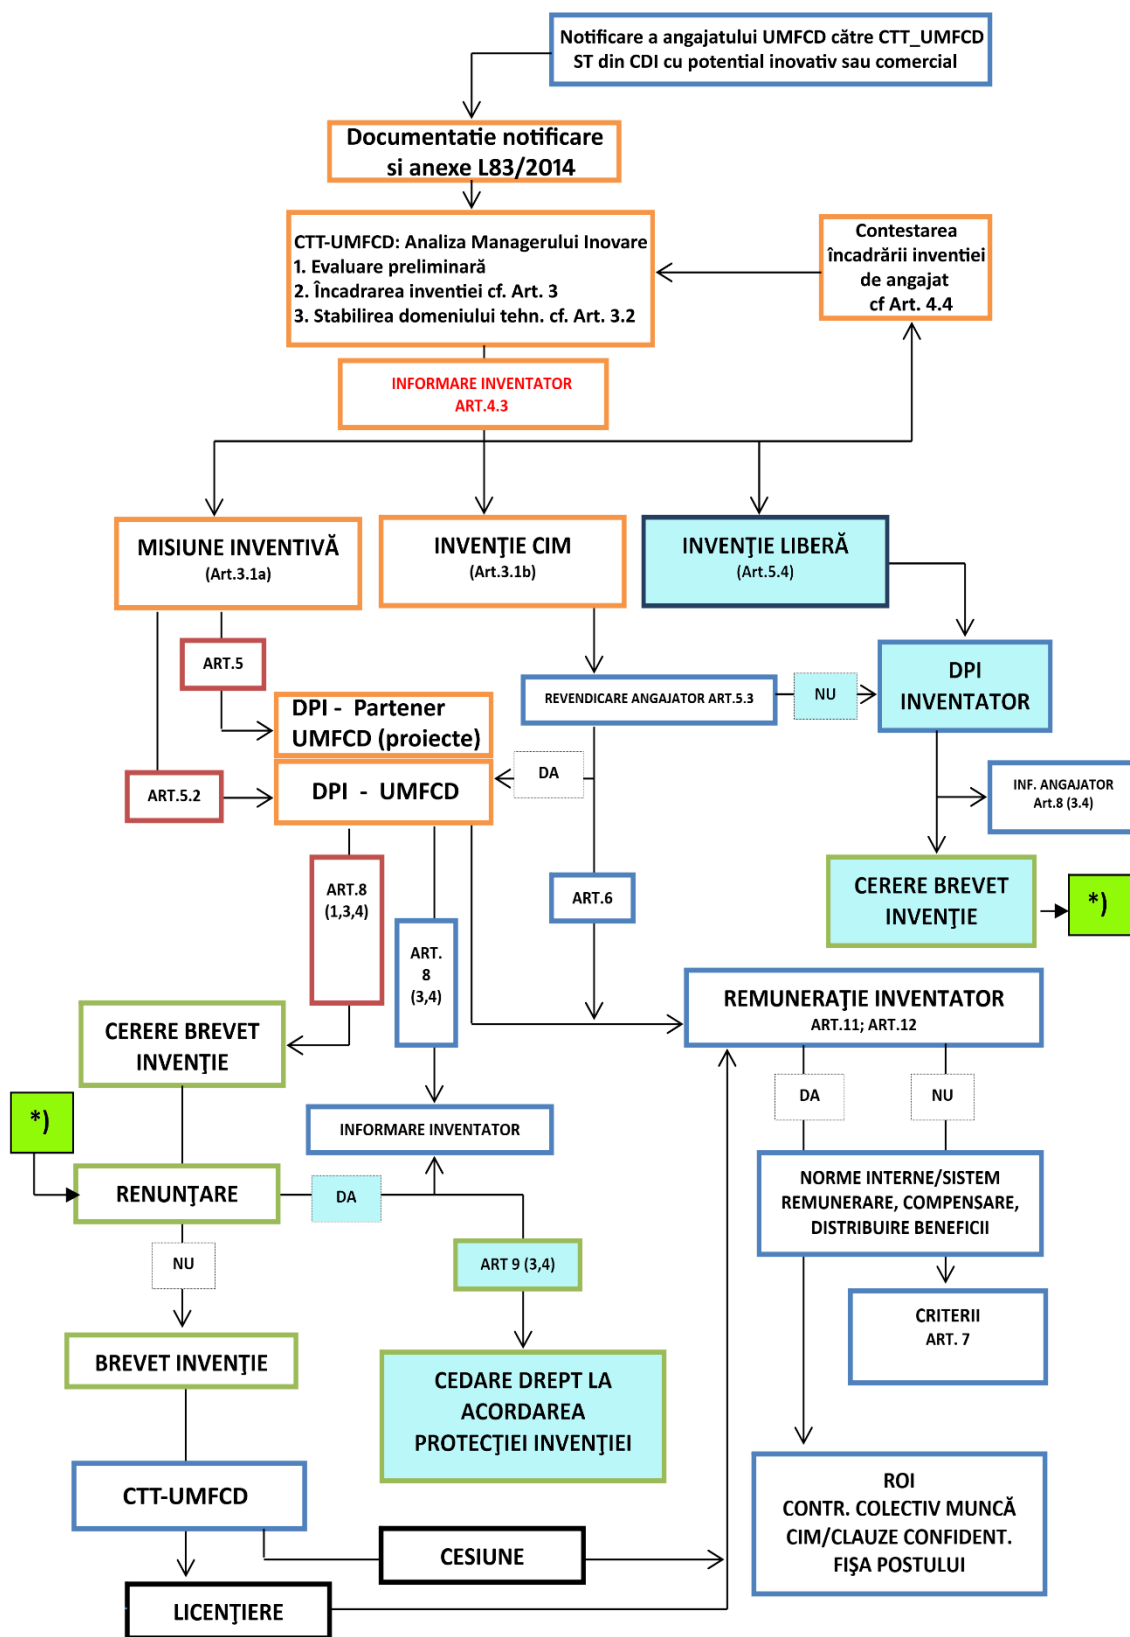 Notificare a angajatului UMFCD către CTT_UMFCD
ST din CDI cu potential inovativ sau comercial
Documentatie notificare
si anexe L83/2014
CTT-UMFCD: Analiza Managerului Inovare
1. Evaluare preliminară
2. Încadrarea inventiei cf. Art. 3
3. Stabilirea domeniului tehn. cf. Art. 3.2
Contestarea
încadrării inventiei
de angajat
cf Art. 4.4
INFORMARE INVENTATOR
ART.4.3
MISIUNE INVENTIVĂ
(Art.3.1a)
INVENŢIE CIM
(Art.3.1b)
INVENŢIE LIBERĂ
(Art.5.4)
ART.5
REVENDICARE ANGAJATOR ART.5.3
NU
DPI
INVENTATOR
DPI - Partener
UMFCD (proiecte)
ART.5.2
DPI - UMFCD
DA
INF. ANGAJATOR
Art.8 (3.4)
ART.8
(1,3,4)
ART.6
CERERE BREVET
INVENŢIE
*)
ART.
8
(3,4)
REMUNERAŢIE INVENTATOR
ART.11; ART.12
CERERE BREVET
INVENŢIE
DA
NU
*)
INFORMARE INVENTATOR
RENUNŢARE
DA
NORME INTERNE/SISTEM
REMUNERARE, COMPENSARE,
DISTRIBUIRE BENEFICII
NU
ART 9 (3,4)
CRITERII
ART. 7
BREVET INVENŢIE
CEDARE DREPT LA
ACORDAREA
PROTECŢIEI INVENŢIEI
CTT-UMFCD
ROI
CONTR. COLECTIV MUNCĂ
CIM/CLAUZE CONFIDENT.
FIŞA POSTULUI
CESIUNE
LICENŢIERE